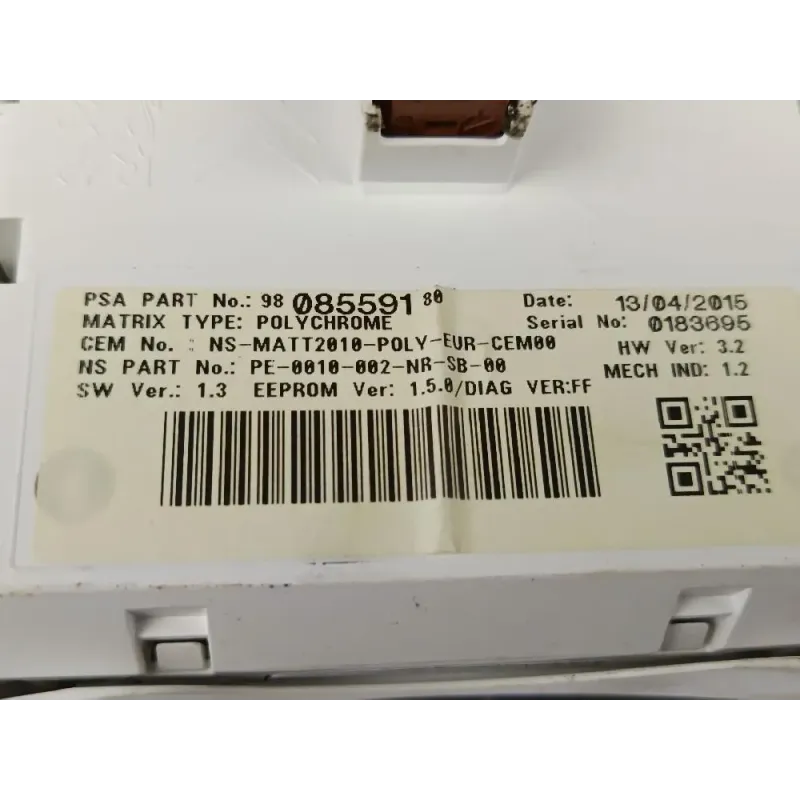 PSA PART No.: 98 085591 80 Date: 13/04/2015
MATRIX TYPE: POLYCHROME Serial No: 0183695
CEM No. : NS-MATT2010-POLY-EUR-CEM00 HW Ver: 3.2
NS PART No.: PE-0010-002-NR-SB-00 MECH IND: 1.2
SW Ver.: 1.3 EEPROM Ver: 1.5.0/DIAG VER:FF